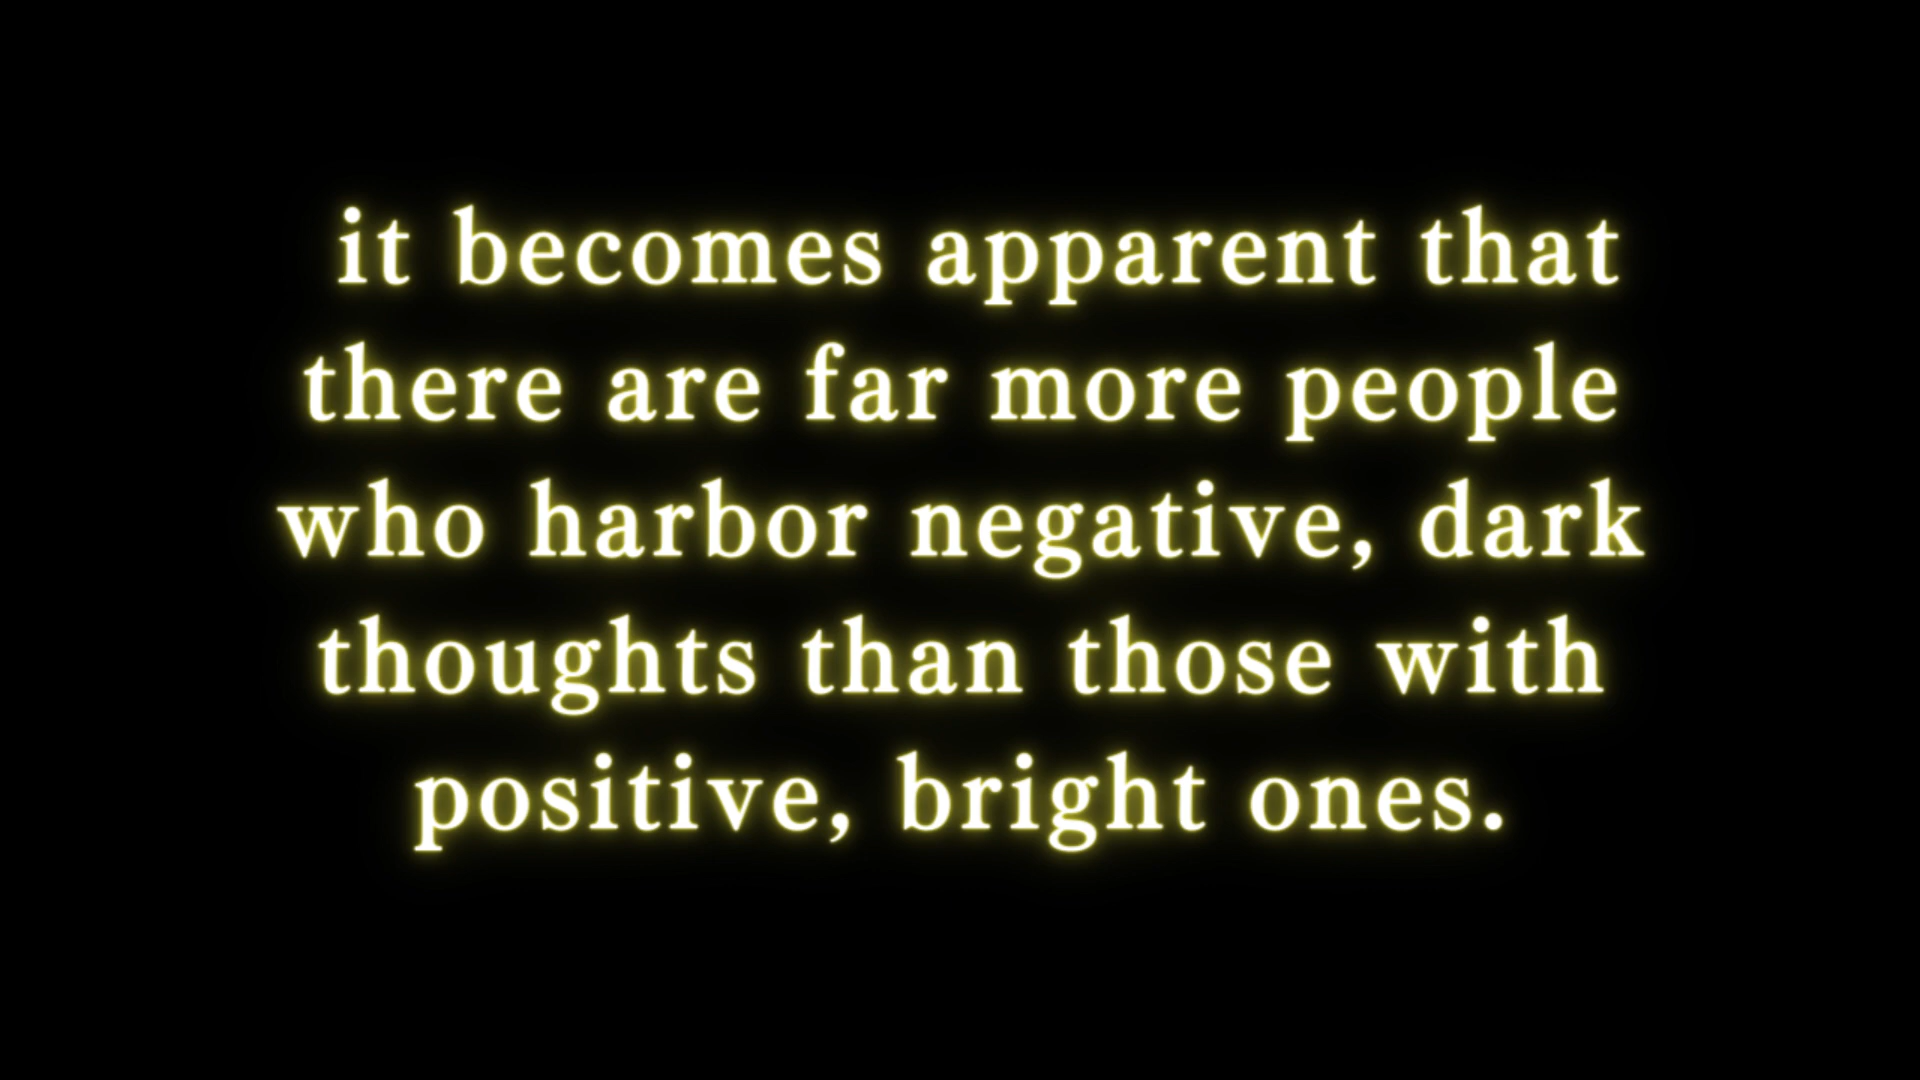 it becomes apparent that
there are far more people
who harbor negative, dark
thoughts than those with
positive, bright ones.